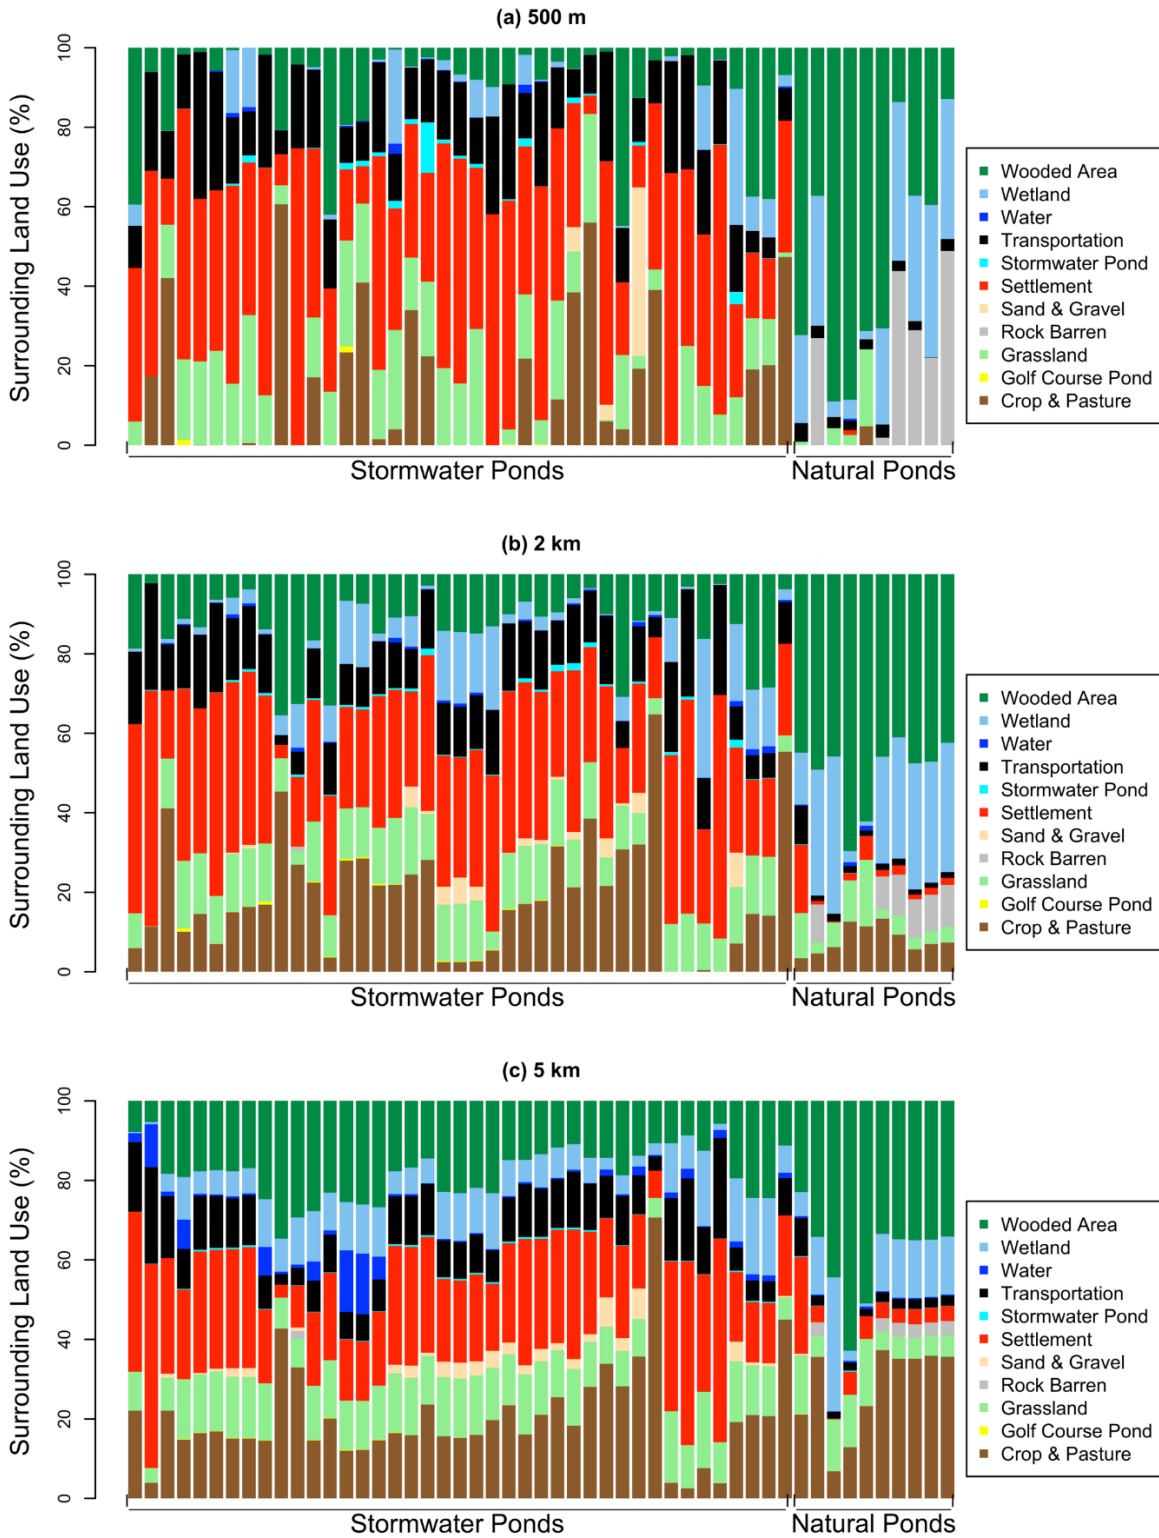 (a) 500 m
Surrounding Land Use (%)
100
80
60
40
20
0
Wooded Area
Wetland
Water
Transportation
Stormwater Pond
Settlement
Sand & Gravel
Rock Barren
Grassland
Golf Course Pond
Crop & Pasture
Stormwater Ponds
Natural Ponds
(b) 2 km
Surrounding Land Use (%)
100
80
60
40
20
0
Wooded Area
Wetland
Water
Transportation
Stormwater Pond
Settlement
Sand & Gravel
Rock Barren
Grassland
Golf Course Pond
Crop & Pasture
Stormwater Ponds
Natural Ponds
(c) 5 km
Surrounding Land Use (%)
100
80
60
40
20
0
Wooded Area
Wetland
Water
Transportation
Stormwater Pond
Settlement
Sand & Gravel
Rock Barren
Grassland
Golf Course Pond
Crop & Pasture
Stormwater Ponds
Natural Ponds